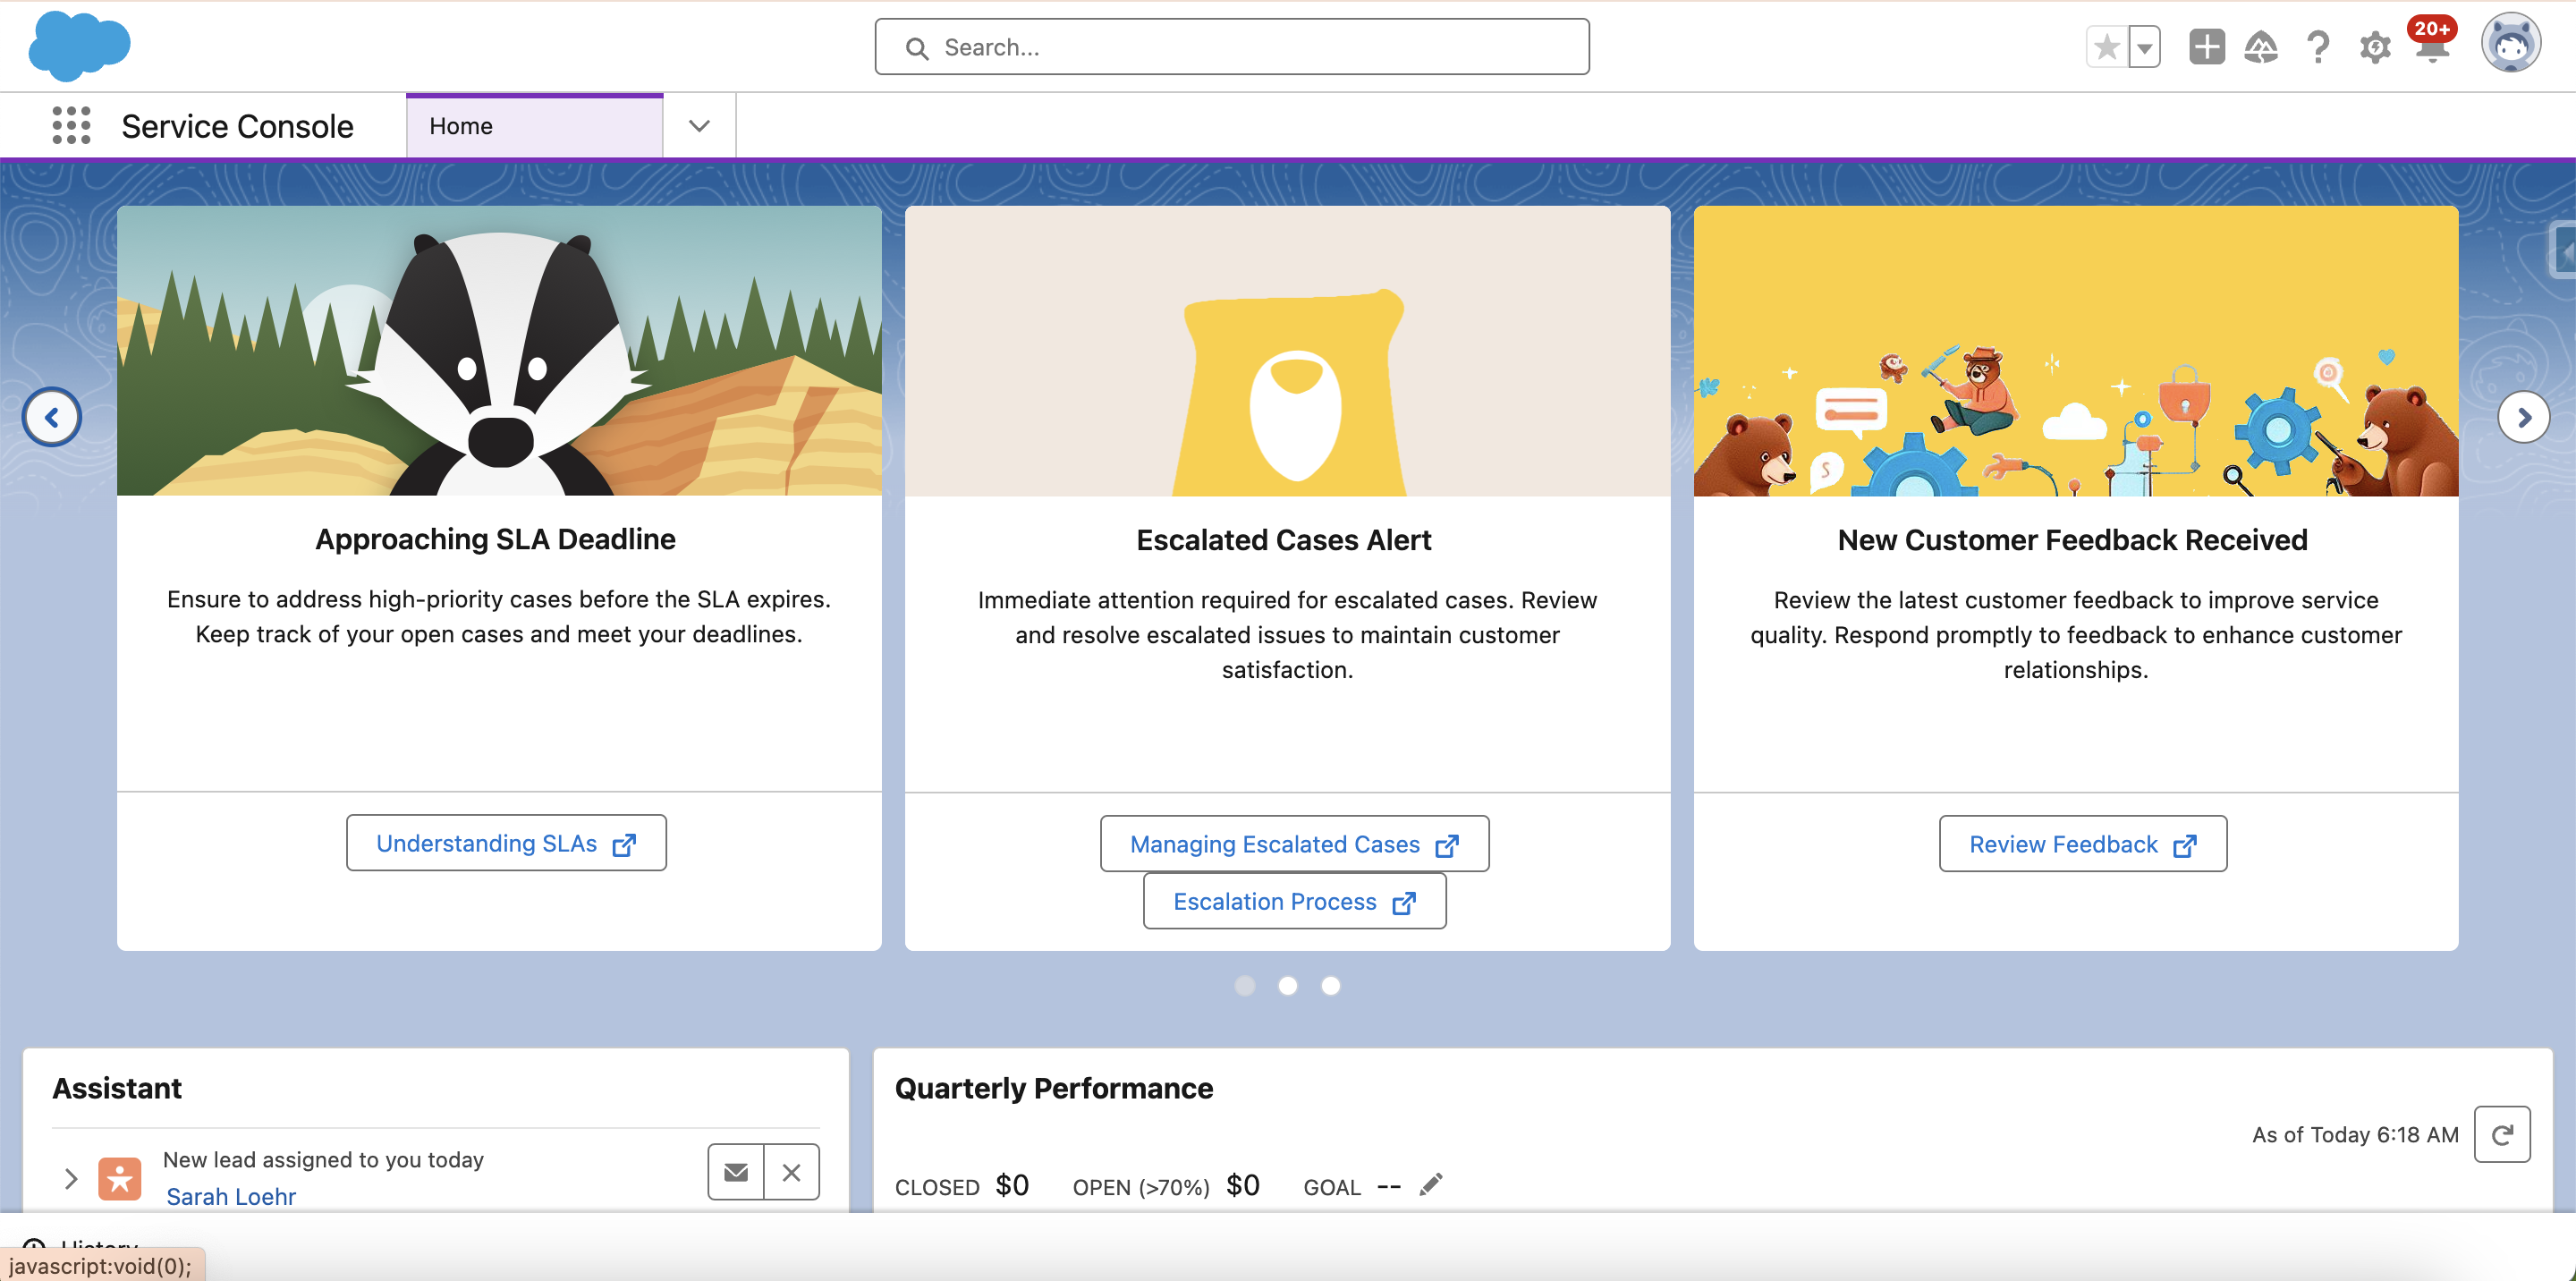 Search...
20+
Service Console
Home
Approaching SLA Deadline
Ensure to address high-priority cases before the SLA expires.
Keep track of your open cases and meet your deadlines.
Understanding SLAs
Escalated Cases Alert
Immediate attention required for escalated cases. Review
and resolve escalated issues to maintain customer
satisfaction.
Managing Escalated Cases
Escalation Process
S
New Customer Feedback Received
Review the latest customer feedback to improve service
quality. Respond promptly to feedback to enhance customer
relationships.
Review Feedback
Assistant
New lead assigned to you today
Sarah Loehr
Quarterly Performance
As of Today 6:18 AM
CLOSED $0 OPEN (>70%) $0 GOAL --
History
javascript:void(0);